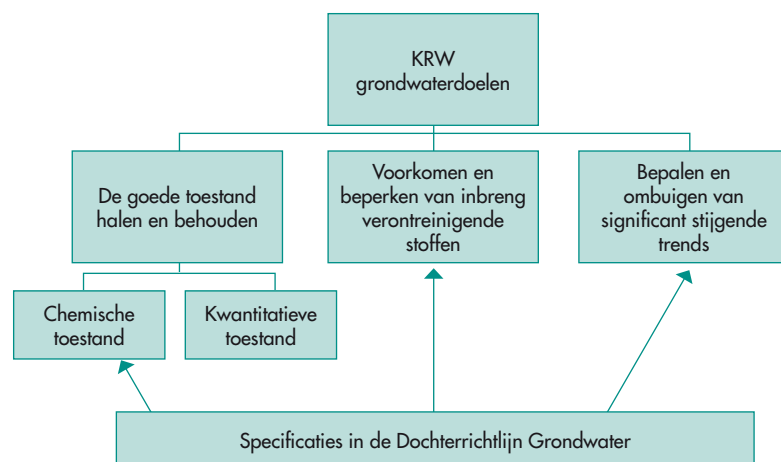 KRW
grondwaterdoelen
De goede toestand
halen en behouden
Voorkomen en
beperken van inbreng
verontreinigende
stoffen
Bepalen en
ombuigen van
significant stijgende
trends
Chemische
toestand
Kwantitatieve
toestand
Specificaties in de Dochterrichtlijn Grondwater